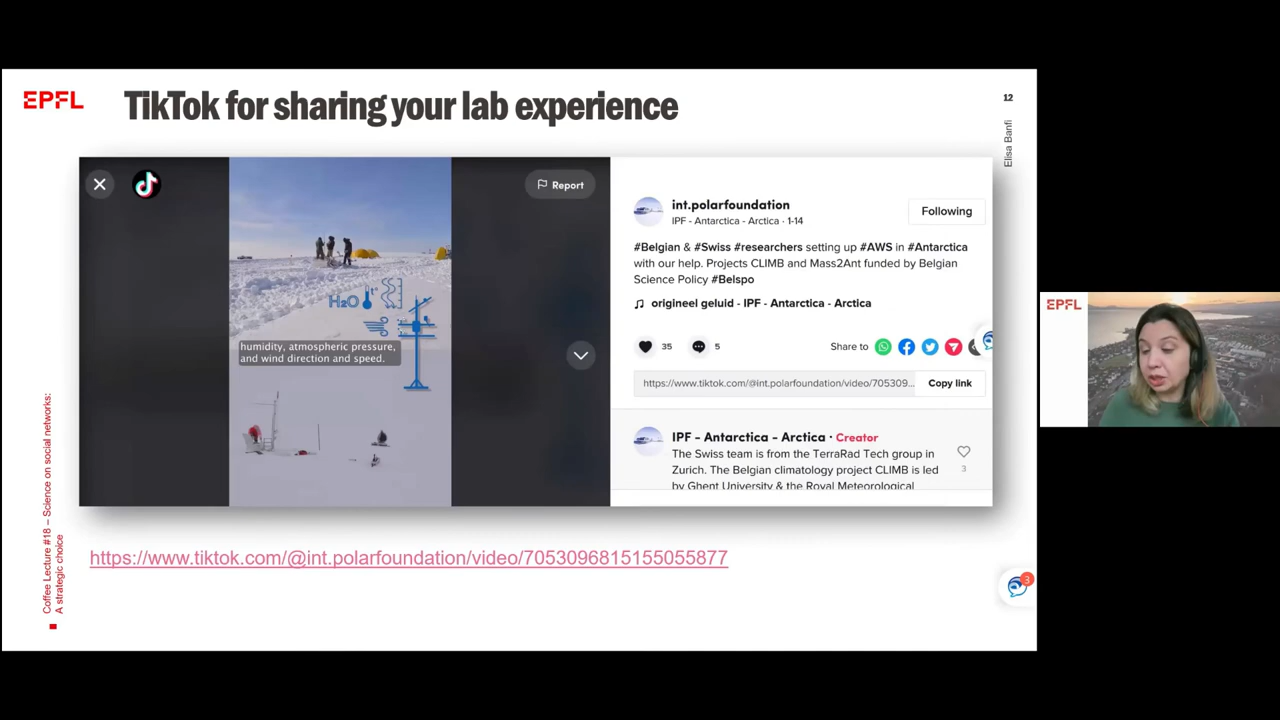 EPFL
TikTok for sharing your lab experience
12
Elisa Banfi
Report
int.polarfoundation
IPF - Antarctica - Arctica · 1-14
Following
#Belgian & #Swiss #researchers setting up #AWS in #Antarctica
with our help. Projects CLIMB and Mass2Ant funded by Belgian
Science Policy #Belspo
origineel geluid - IPF - Antarctica - Arctica
H₂O t°
humidity, atmospheric pressure,
and wind direction and speed.
35
5
Share to
https://www.tiktok.com/@int.polarfoundation/video/705309...
Copy link
IPF - Antarctica - Arctica · Creator
The Swiss team is from the TerraRad Tech group in
Zurich. The Belgian climatology project CLIMB is led
by Ghent University & the Royal Meteorological
3
https://www.tiktok.com/@int.polarfoundation/video/7053096815155055877
3
Coffee Lecture #18 – Science on social networks:
A strategic choice
EPFL